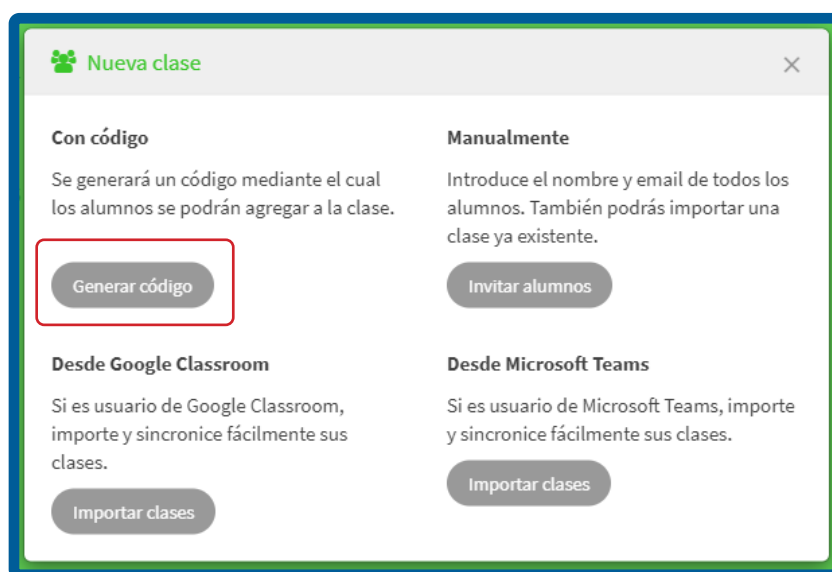 Nueva clase
Con código
Se generará un código mediante el cual
los alumnos se podrán agregar a la clase.
Generar código
Manualmente
Introduce el nombre y email de todos los
alumnos. También podrás importar una
clase ya existente.
Invitar alumnos
Desde Google Classroom
Si es usuario de Google Classroom,
importe y sincronice fácilmente sus
clases.
Importar clases
Desde Microsoft Teams
Si es usuario de Microsoft Teams, importe
y sincronice fácilmente sus clases.
Importar clases